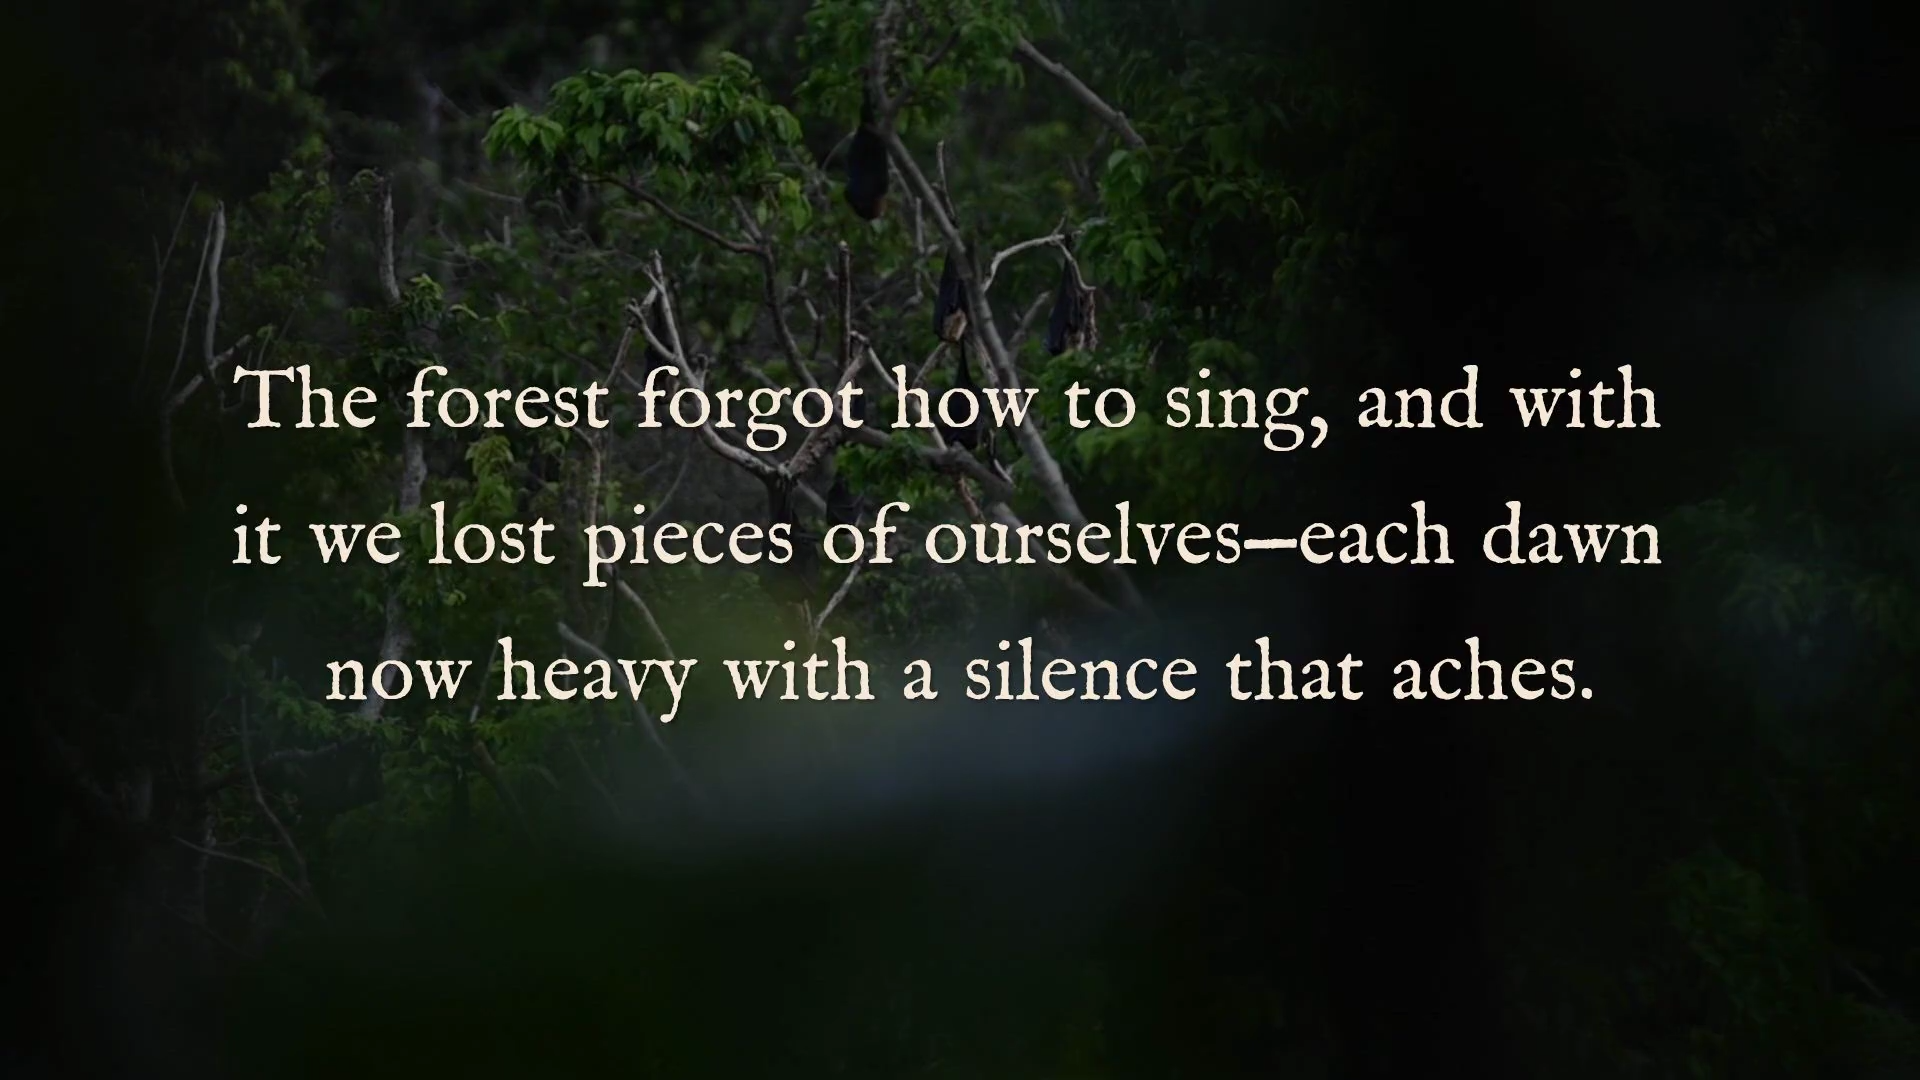 The forest forgot how to sing, and with
it we lost pieces of ourselves—each dawn
now heavy with a silence that aches.